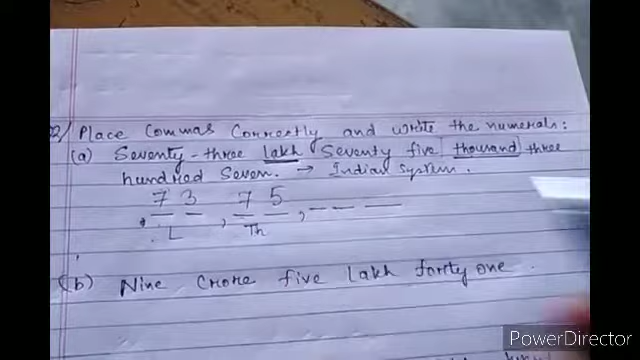 Q2/ Place Commas Correctly and write the numerals:
(a) Seventy-three lakh Seventy five thousand three
hundred Seven. → Indian System.
7 3 , 7 5 , _ _ _
L Th
(b) Nine Crore five lakh forty one.
PowerDirector